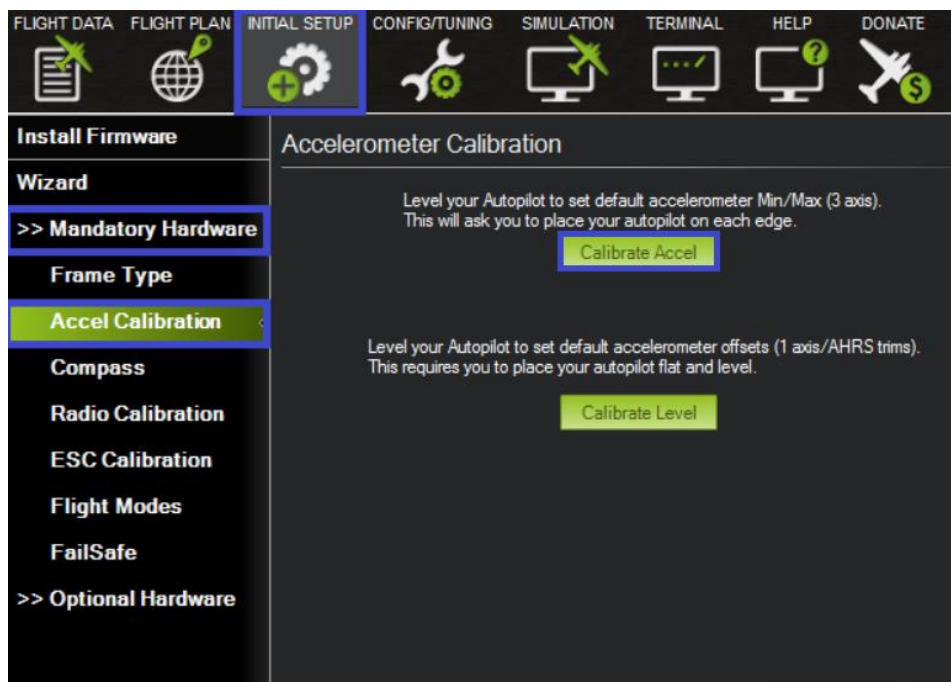 FLIGHT DATA FLIGHT PLAN INITIAL SETUP CONFIG/TUNING SIMULATION TERMINAL HELP DONATE
Install Firmware
Wizard
>> Mandatory Hardware
Frame Type
Accel Calibration
Compass
Radio Calibration
ESC Calibration
Flight Modes
FailSafe
>> Optional Hardware
Accelerometer Calibration
Level your Autopilot to set default accelerometer Min/Max (3 axis).
This will ask you to place your autopilot on each edge.
Calibrate Accel
Level your Autopilot to set default accelerometer offsets (1 axis/AHRS trims).
This requires you to place your autopilot flat and level.
Calibrate Level